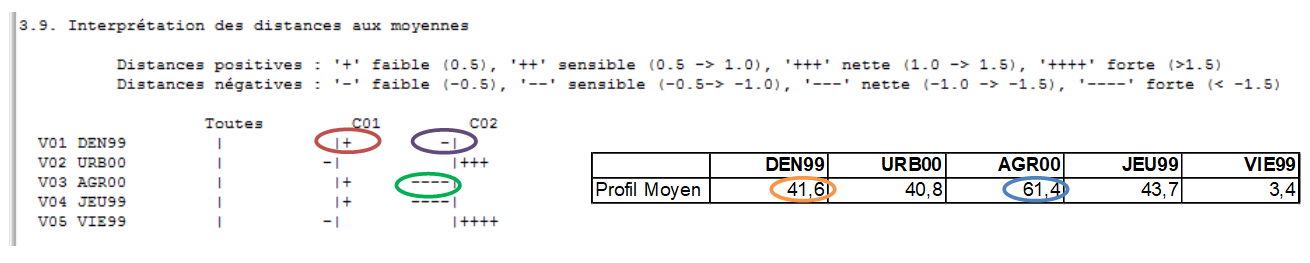 3.9. Interprétation des distances aux moyennes
Distances positives : '+' faible (0.5), '++' sensible (0.5 -> 1.0), '+++' nette (1.0 -> 1.5), '++++' forte (>1.5)
Distances négatives : '-' faible (-0.5), '--' sensible (-0.5-> -1.0), '---' nette (-1.0 -> -1.5), '----' forte (< -1.5)
Toutes C01 C02
V01 DEN99 | |+ -|
V02 URB00 | -| |+++
V03 AGR00 | |+ ----|
V04 JEU99 | |+ ----|
V05 VIE99 | -| |++++
DEN99 URB00 AGR00 JEU99 VIE99
Profil Moyen 41,6 40,8 61,4 43,7 3,4